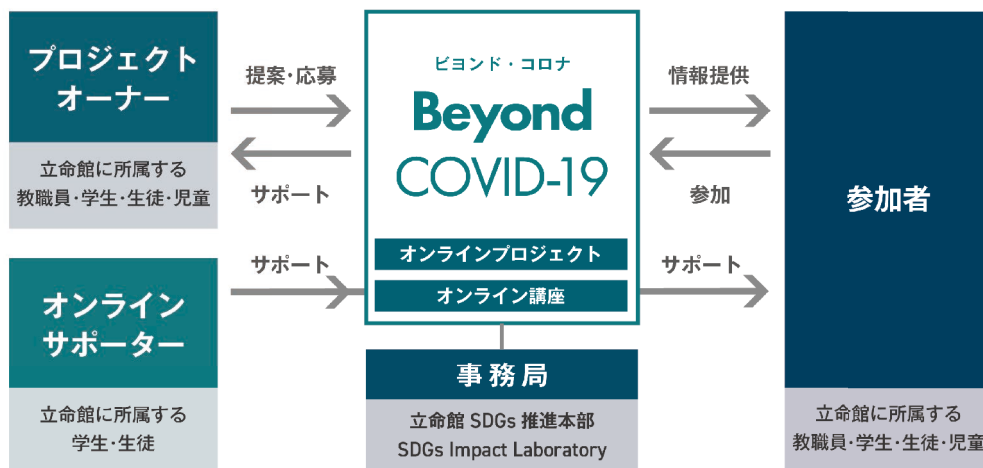 プロジェクト
オーナー
立命館に所属する
教職員・学生・生徒・児童
提案・応募
サポート
ビヨンド・コロナ
Beyond
COVID-19
オンラインプロジェクト
オンライン講座
情報提供
参加
参加者
立命館に所属する
教職員・学生・生徒・児童
オンライン
サポーター
立命館に所属する
学生・生徒
サポート
サポート
事務局
立命館 SDGs 推進本部
SDGs Impact Laboratory